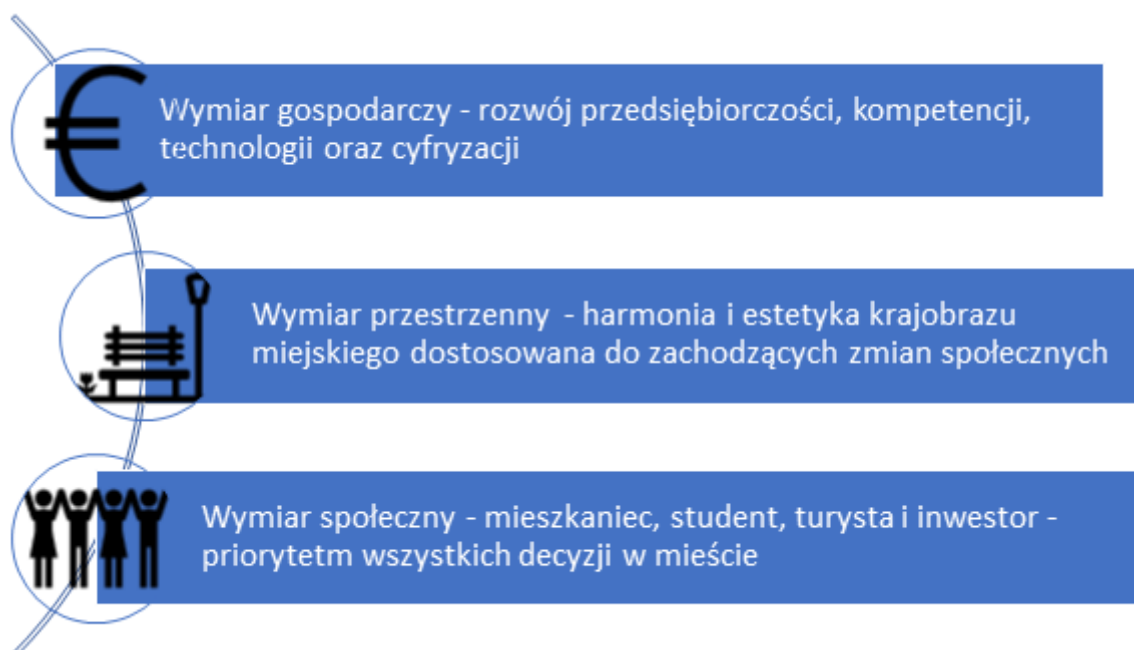 Wymiar gospodarczy - rozwój przedsiębiorczości, kompetencji,
technologii oraz cyfryzacji
Wymiar przestrzenny - harmonia i estetyka krajobrazu
miejskiego dostosowana do zachodzących zmian społecznych
Wymiar społeczny - mieszkaniec, student, turysta i inwestor -
priorytetm wszystkich decyzji w mieście